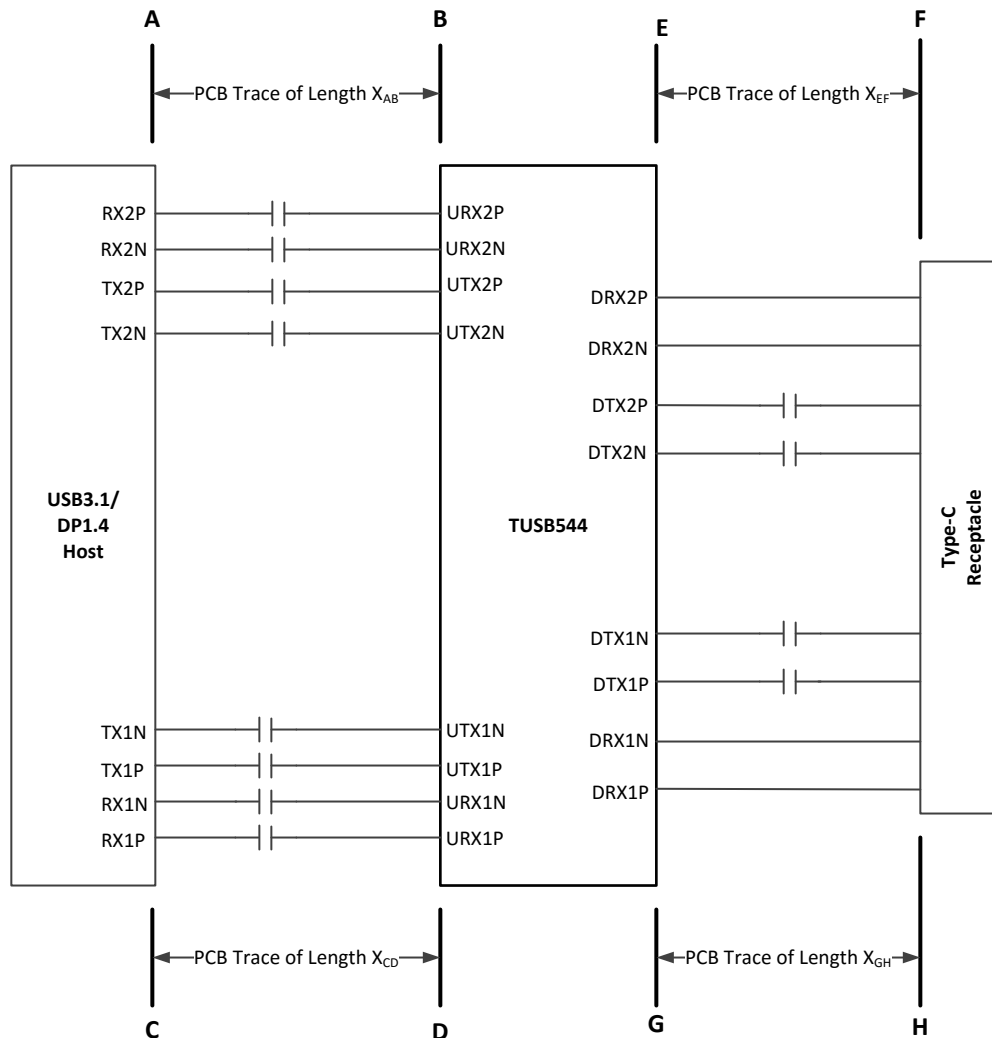 A
B
E
F
PCB Trace of Length XAB
PCB Trace of Length XEF
RX2P
URX2P
RX2N
URX2N
TX2P
UTX2P
TX2N
UTX2N
DRX2P
DRX2N
DTX2P
DTX2N
USB3.1/
DP1.4
Host
TUSB544
Type-C
Receptacle
DTX1N
DTX1P
TX1N
UTX1N
DRX1N
TX1P
UTX1P
DRX1P
RX1N
URX1N
RX1P
URX1P
PCB Trace of Length XCD
PCB Trace of Length XGH
C
D
G
H